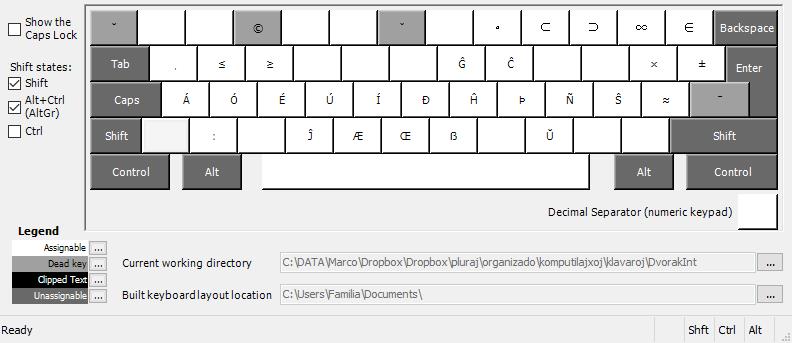 Show the
Caps Lock
Shift states:
Shift
Alt+Ctrl
(AltGr)
Ctrl
ˇ © ˘ ∘ ⊂ ⊃ ∞ ∈ Backspace
Tab . ≤ ≥ Ĝ Ĉ × ± Enter
Caps Á Ó É Ú Í Đ Ĥ Þ Ñ Ŝ ≈ ¯
Shift : Ĵ Æ Œ ß Ŭ Shift
Control Alt Alt Control
Decimal Separator (numeric keypad)
Legend
Assignable ...
Dead key ...
Clipped Text ...
Unassignable ...
Current working directory C:\DATA\Marco\Dropbox\Dropbox\pluraj\organizado\komputilajxoj\klavaroj\DvorakInt ...
Built keyboard layout location C:\Users\Familia\Documents\ ...
Ready Shft Ctrl Alt